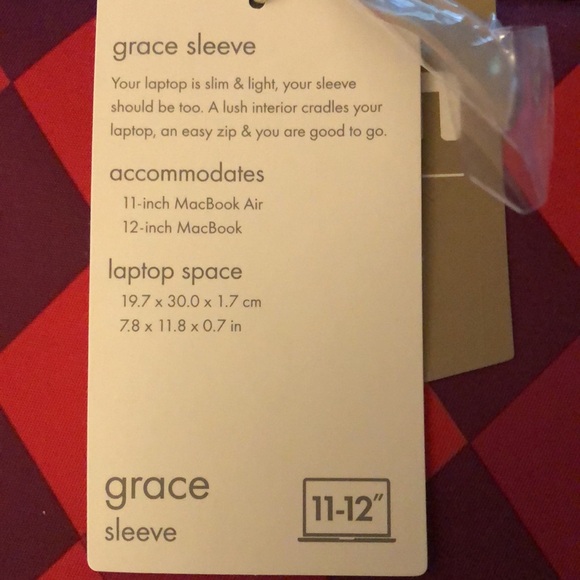 grace sleeve
Your laptop is slim & light, your sleeve
should be too. A lush interior cradles your
laptop, an easy zip & you are good to go.
accommodates
11-inch MacBook Air
12-inch MacBook
laptop space
19.7 x 30.0 x 1.7 cm
7.8 x 11.8 x 0.7 in
grace
sleeve
11-12"